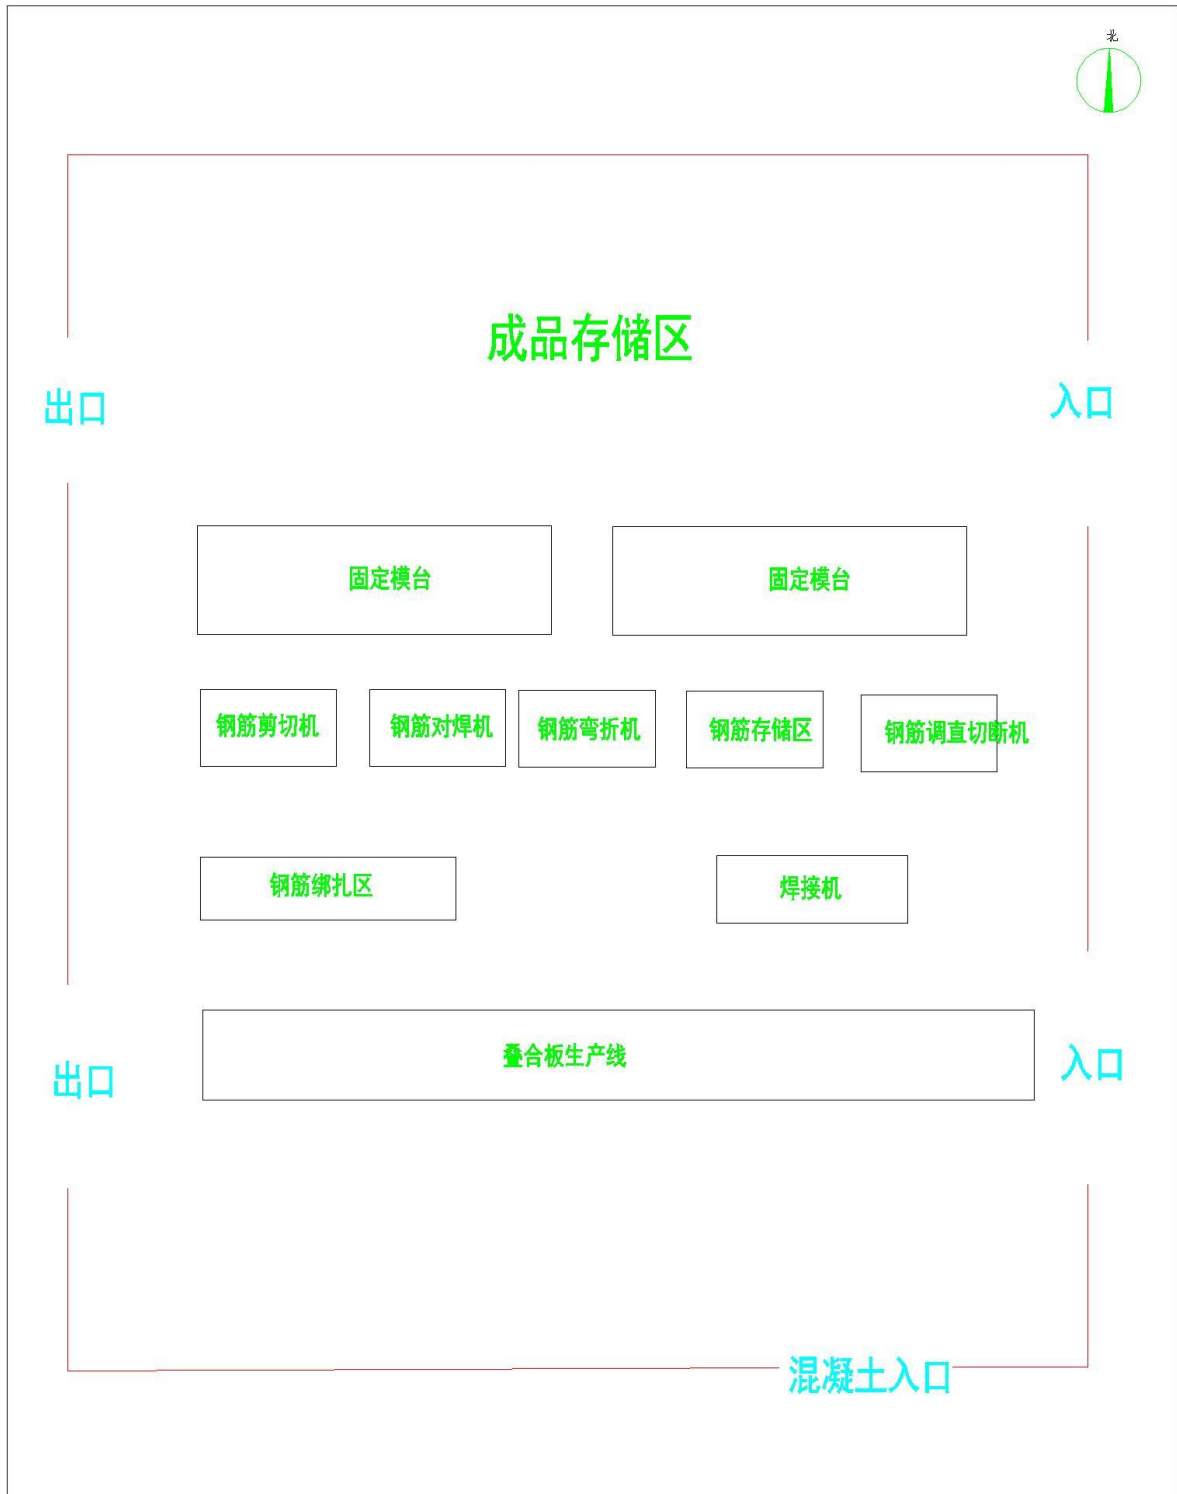 北
成品存储区
出口
入口
固定模台
固定模台
钢筋剪切机
钢筋对焊机
钢筋弯折机
钢筋存储区
钢筋调直切断机
钢筋绑扎区
焊接机
叠合板生产线
出口
入口
混凝土入口